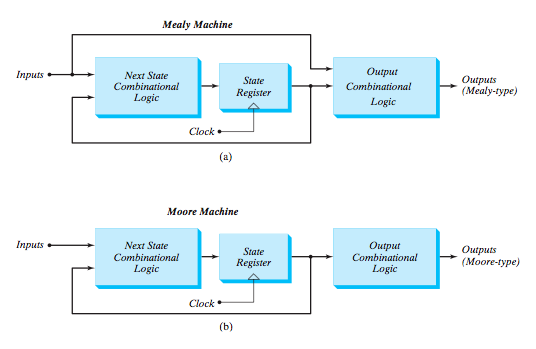 Mealy Machine
Inputs
Next State
Combinational
Logic
State
Register
Output
Combinational
Logic
Outputs
(Mealy-type)
Clock
(a)
Moore Machine
Inputs
Next State
Combinational
Logic
State
Register
Output
Combinational
Logic
Outputs
(Moore-type)
Clock
(b)